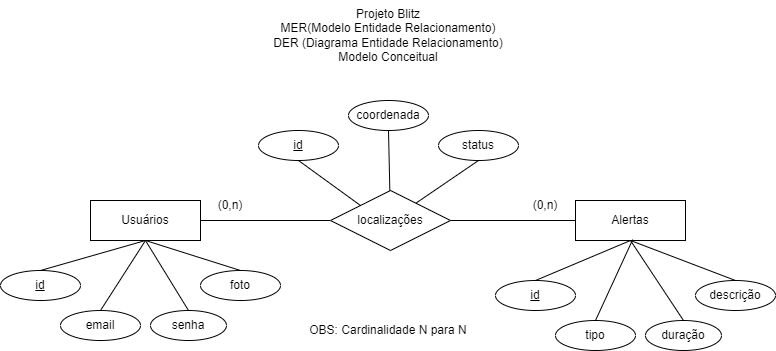 Projeto Blitz
MER(Modelo Entidade Relacionamento)
DER (Diagrama Entidade Relacionamento)
Modelo Conceitual
coordenada
id
status
(0,n)
(0,n)
Usuários
localizações
Alertas
id
foto
email
senha
id
descrição
tipo
duração
OBS: Cardinalidade N para N